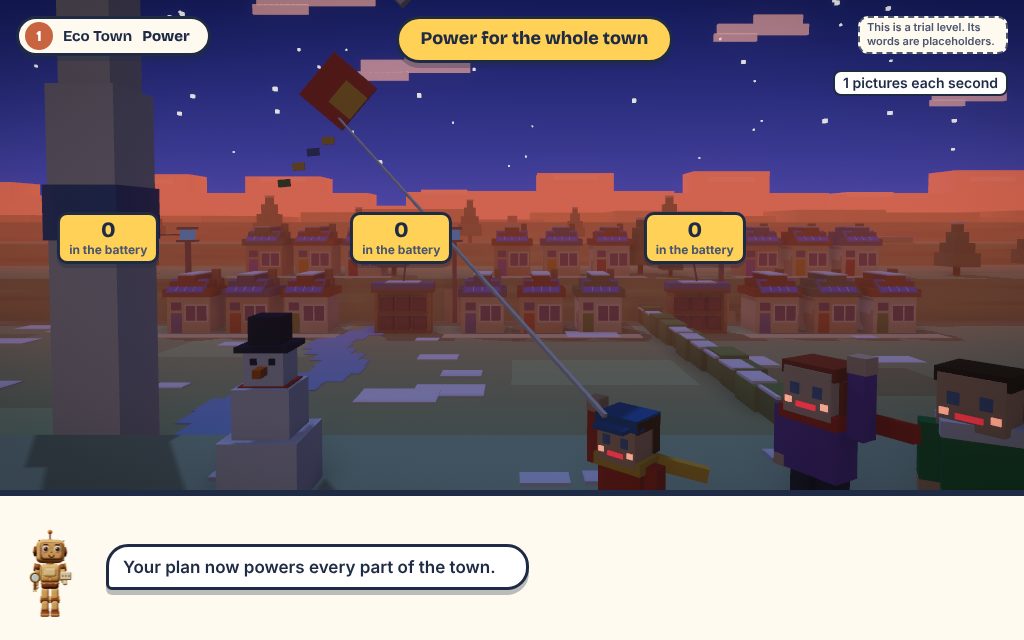 1 Eco Town Power
Power for the whole town
This is a trial level. Its
words are placeholders.
1 pictures each second
0
in the battery
0
in the battery
0
in the battery
Your plan now powers every part of the town.